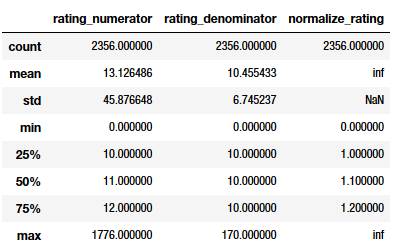 rating_numerator rating_denominator normalize_rating
count 2356.000000 2356.000000 2356.000000
mean 13.126486 10.455433 inf
std 45.876648 6.745237 NaN
min 0.000000 0.000000 0.000000
25% 10.000000 10.000000 1.000000
50% 11.000000 10.000000 1.100000
75% 12.000000 10.000000 1.200000
max 1776.000000 170.000000 inf